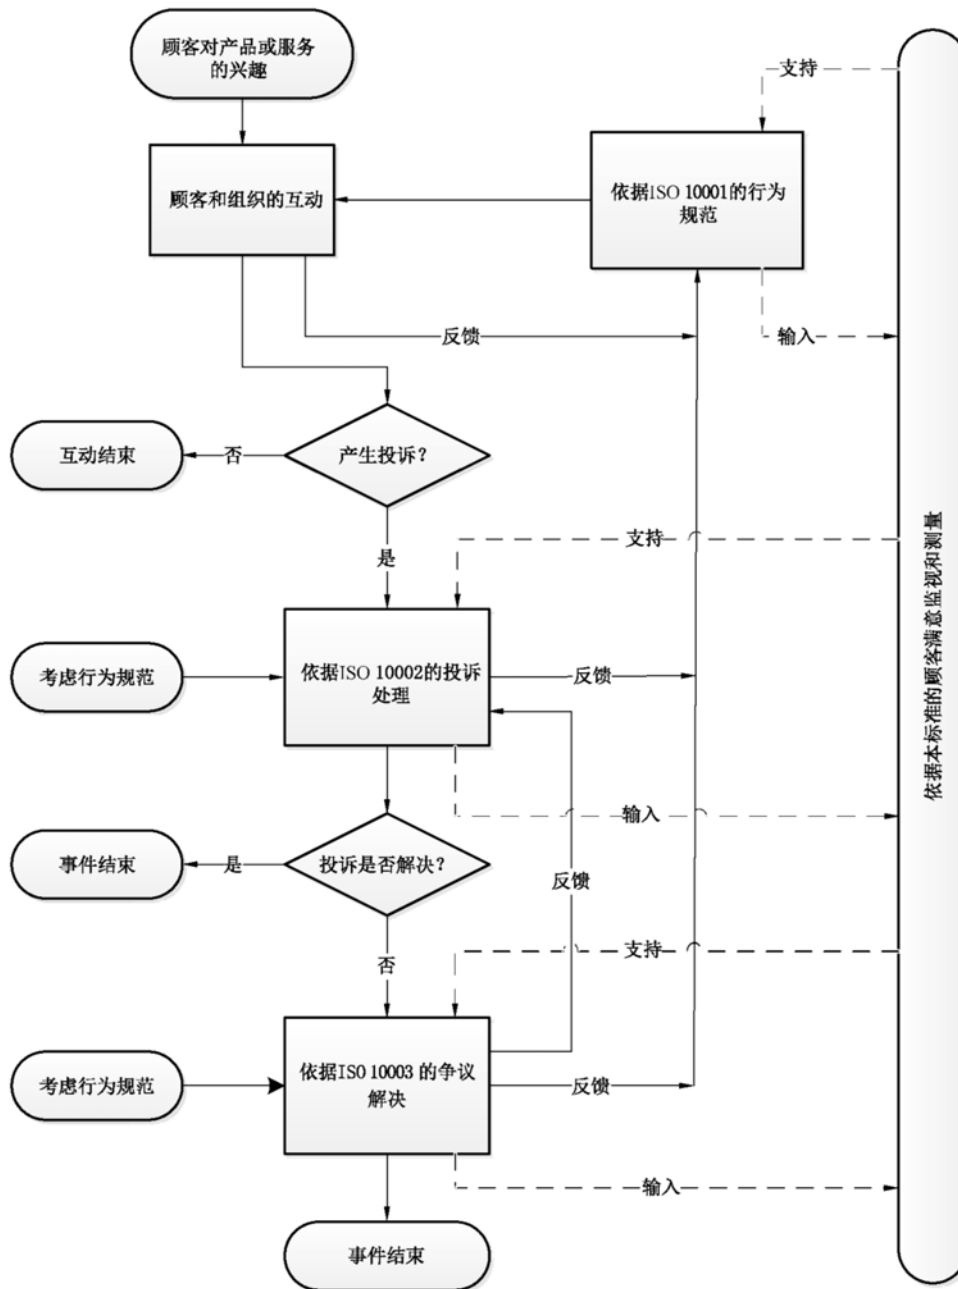 顾客对产品或服务
的兴趣
支持
顾客和组织的互动
依据ISO 10001的行为
规范
反馈
输入
互动结束
否
产生投诉？
支持
是
考虑行为规范
依据ISO 10002的投诉
处理
反馈
输入
事件结束
是
投诉是否解决？
反馈
支持
否
考虑行为规范
依据ISO 10003 的争议
解决
反馈
输入
事件结束
依据本标准的顾客满意监视和测量